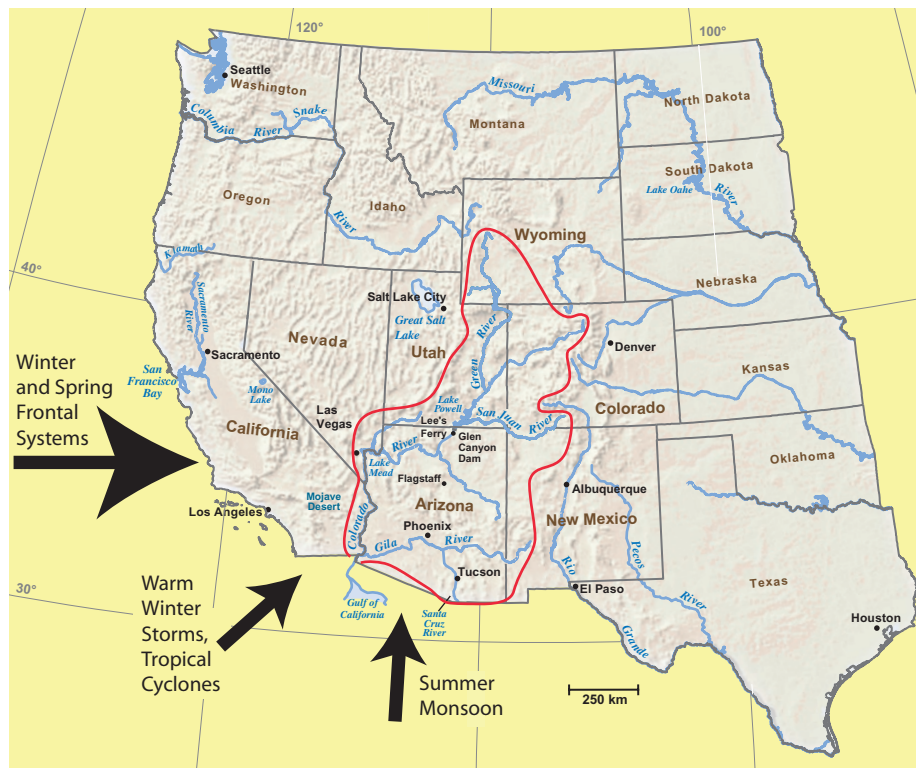 120°
100°
Seattle
Washington
Columbia
River
Snake
Missouri
Montana
North Dakota
South Dakota
Lake Oahe
River
Oregon
Idaho
River
Wyoming
Klamath
40°
Nebraska
Sacramento
River
Salt Lake City
Great Salt
Lake
Nevada
Utah
Green
River
Denver
Sacramento
Kansas
San
Francisco
Bay
Mono
Lake
Winter
and Spring
Frontal
Systems
California
Las
Vegas
Lake
Powell
San Juan
River
Colorado
Lee's
Ferry
Glen
Canyon
Dam
River
Lake
Mead
Oklahoma
Flagstaff
Albuquerque
Mojave
Desert
Arizona
New Mexico
Los Angeles
Colorado
Phoenix
Gila
River
Rio
Pecos
River
Texas
Tucson
El Paso
30°
Warm
Winter
Storms,
Tropical
Cyclones
Gulf of
California
Santa
Cruz
River
Grande
Houston
Summer
Monsoon
250 km